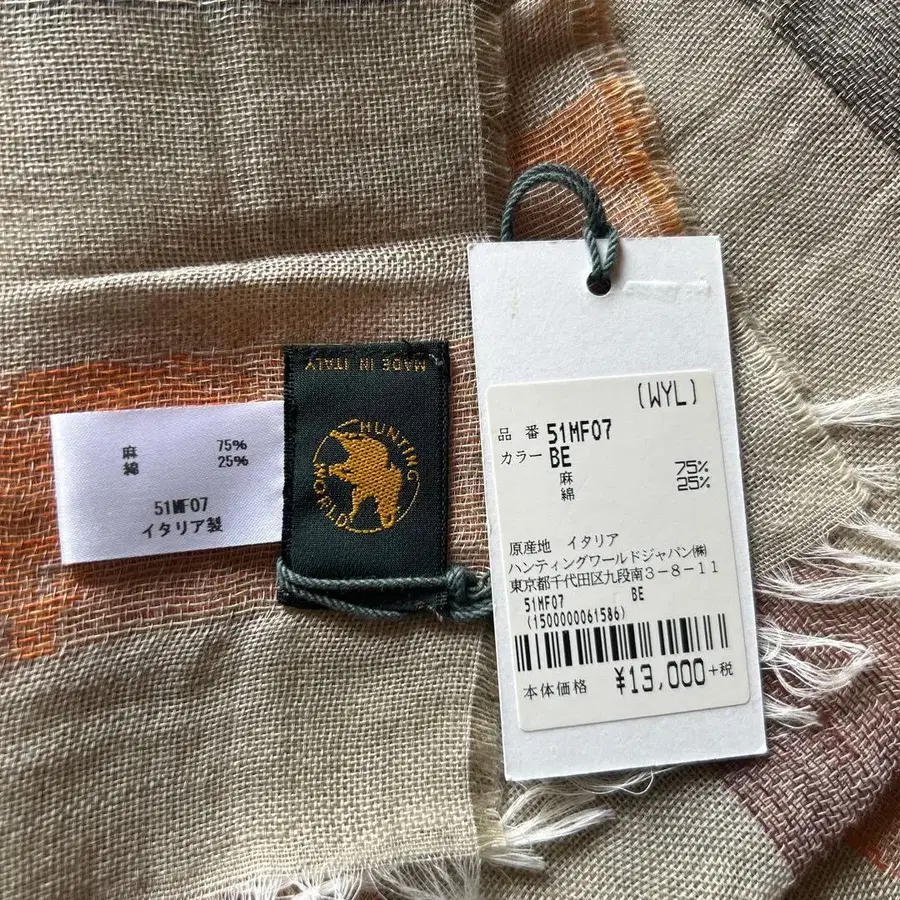 麻 75%
綿 25%
51MF07
イタリア製
MADE IN ITALY
HUNTING
WORLD
(WYL)
品 番 51MF07
カラー BE
麻 75%
綿 25%
原産地 イタリア
ハンティングワールドジャパン㈱
東京都千代田区九段南3-8-11
51MF07 BE
(1500000061586)
本体価格 ¥13,000+税